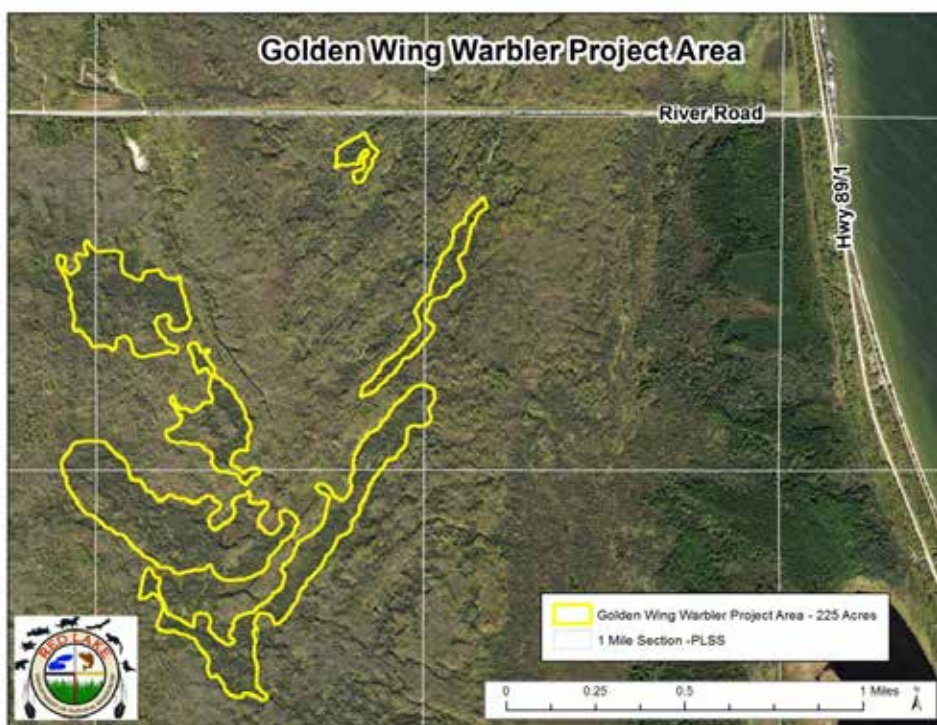 Golden Wing Warbler Project Area
River Road
Hwy 89/1
Golden Wing Warbler Project Area - 225 Acres
1 Mile Section -PLSS
RED LAKE
0 0.25 0.5 1 Miles
N